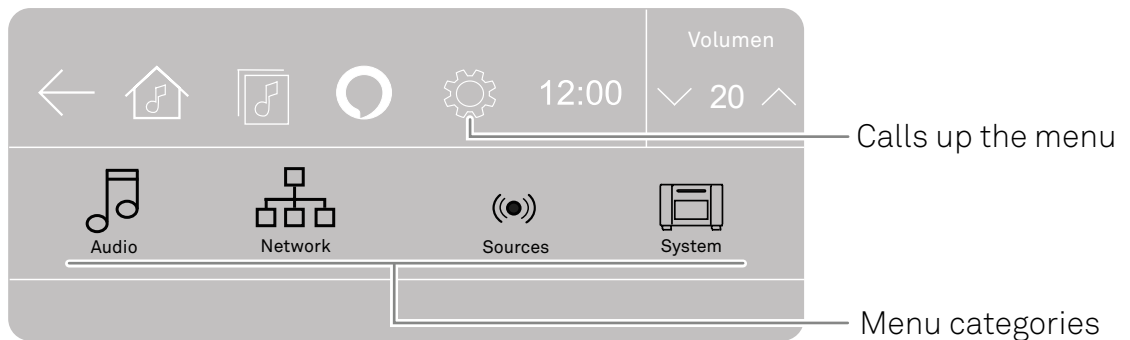 Volumen
12:00
20
Calls up the menu
Audio
Network
Sources
System
Menu categories